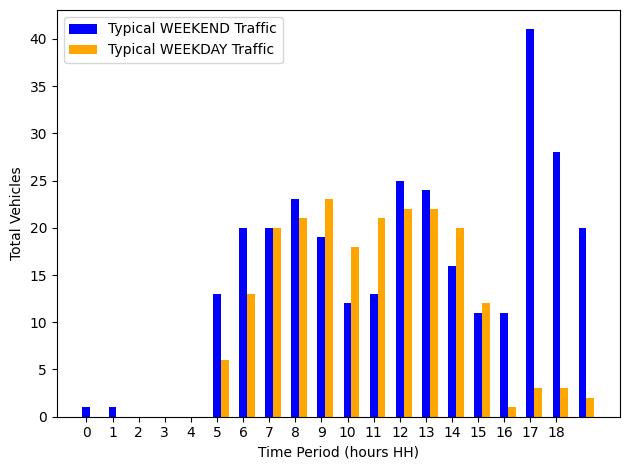 Typical WEEKEND Traffic
Typical WEEKDAY Traffic
40
35
30
25
20
15
10
5
0
Total Vehicles
0 1 2 3 4 5 6 7 8 9 10 11 12 13 14 15 16 17 18
Time Period (hours HH)